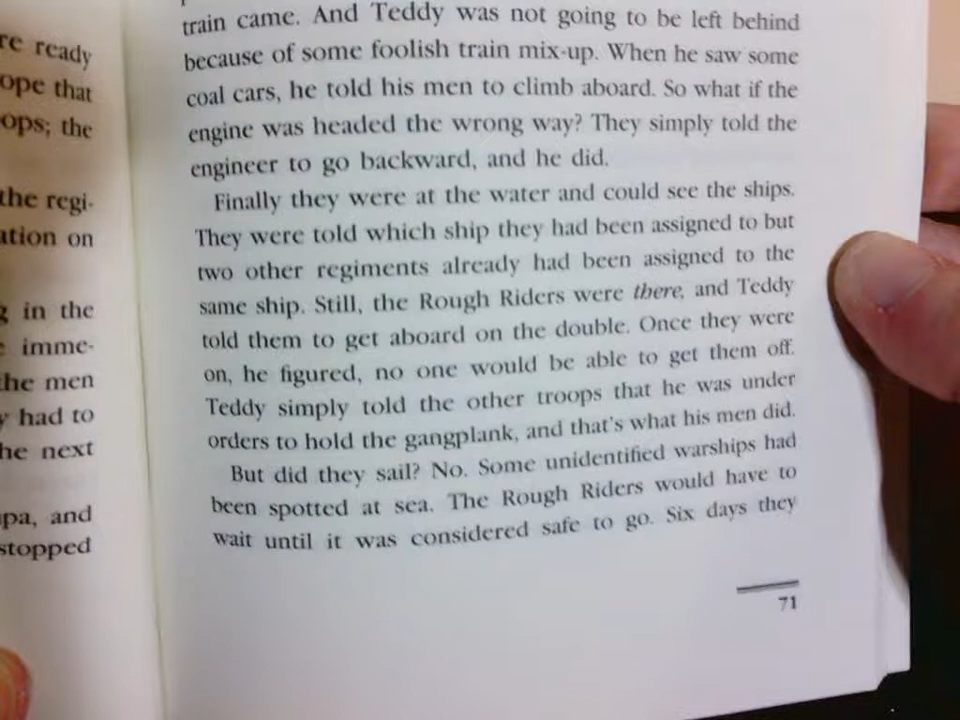 re ready
ope that
ops; the
the regi-
ation on
g in the
e imme-
the men
y had to
he next
pa, and
stopped
train came. And Teddy was not going to be left behind
because of some foolish train mix-up. When he saw some
coal cars, he told his men to climb aboard. So what if the
engine was headed the wrong way? They simply told the
engineer to go backward, and he did.
Finally they were at the water and could see the ships.
They were told which ship they had been assigned to but
two other regiments already had been assigned to the
same ship. Still, the Rough Riders were there, and Teddy
told them to get aboard on the double. Once they were
on, he figured, no one would be able to get them off.
Teddy simply told the other troops that he was under
orders to hold the gangplank, and that's what his men did.
But did they sail? No. Some unidentified warships had
been spotted at sea. The Rough Riders would have to
wait until it was considered safe to go. Six days they
71